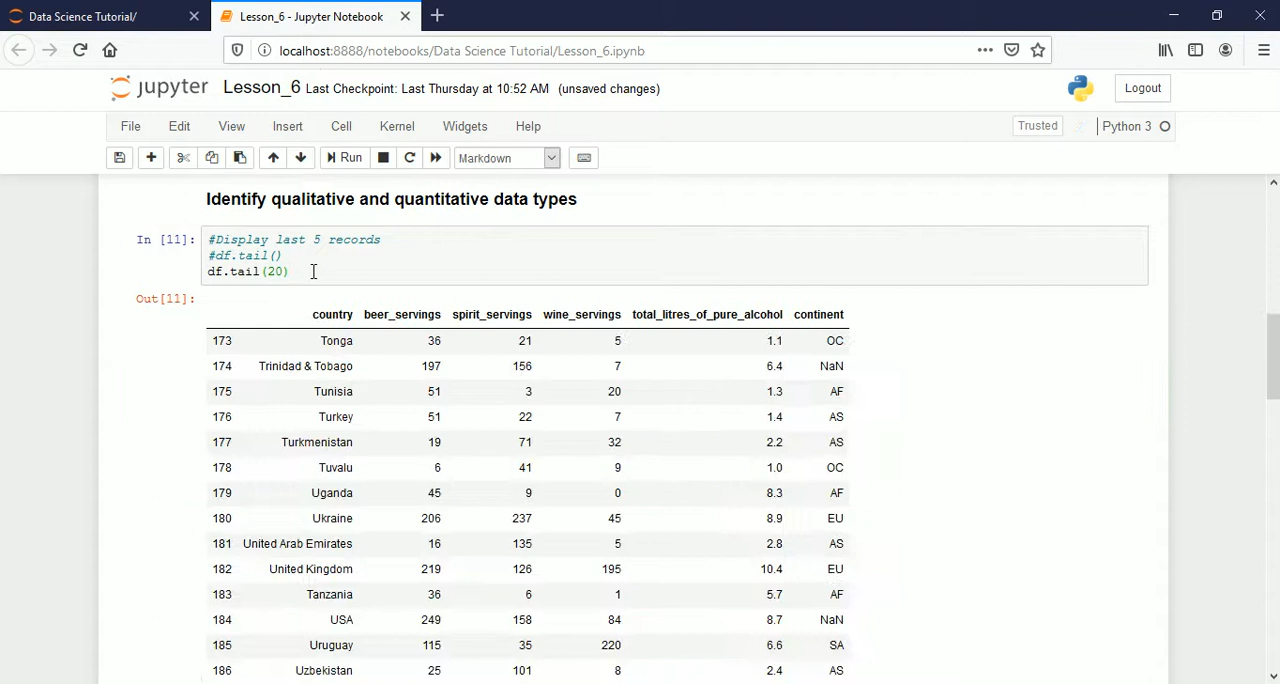 Data Science Tutorial/
Lesson_6 - Jupyter Notebook
localhost:8888/notebooks/Data Science Tutorial/Lesson_6.ipynb
jupyter Lesson_6 Last Checkpoint: Last Thursday at 10:52 AM (unsaved changes)
Logout
File Edit View Insert Cell Kernel Widgets Help
Trusted Python 3
Run Markdown
Identify qualitative and quantitative data types
In [11]: #Display last 5 records
#df.tail()
df.tail(20)
Out[11]:
country beer_servings spirit_servings wine_servings total_litres_of_pure_alcohol continent
173 Tonga 36 21 5 1.1 OC
174 Trinidad & Tobago 197 156 7 6.4 NaN
175 Tunisia 51 3 20 1.3 AF
176 Turkey 51 22 7 1.4 AS
177 Turkmenistan 19 71 32 2.2 AS
178 Tuvalu 6 41 9 1.0 OC
179 Uganda 45 9 0 8.3 AF
180 Ukraine 206 237 45 8.9 EU
181 United Arab Emirates 16 135 5 2.8 AS
182 United Kingdom 219 126 195 10.4 EU
183 Tanzania 36 6 1 5.7 AF
184 USA 249 158 84 8.7 NaN
185 Uruguay 115 35 220 6.6 SA
186 Uzbekistan 25 101 8 2.4 AS